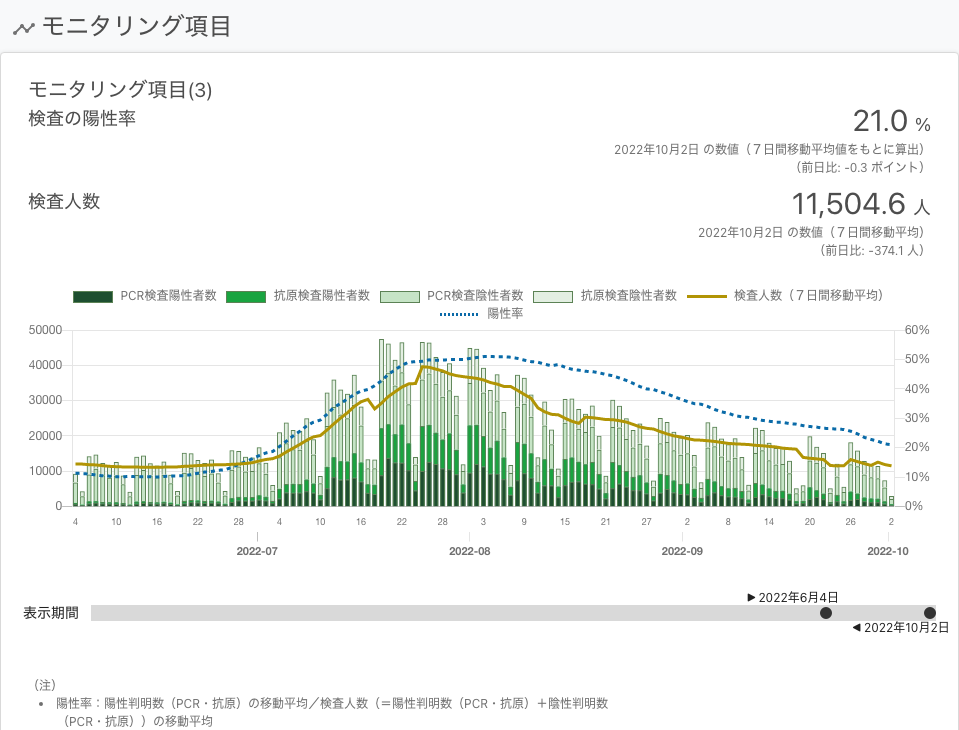 モニタリング項目
モニタリング項目(3)
検査の陽性率
21.0 %
2022年10月2日 の数値（７日間移動平均値をもとに算出）
（前日比: -0.3 ポイント）
検査人数
11,504.6 人
2022年10月2日 の数値（７日間移動平均）
（前日比: -374.1 人）
PCR検査陽性者数 抗原検査陽性者数 PCR検査陰性者数 抗原検査陰性者数 検査人数（７日間移動平均）
陽性率
50000 60%
40000 50%
30000 40%
20000 30%
10000 20%
0 10%
0%
4 10 16 22 28 4 10 16 22 28 3 9 15 21 27 2 8 14 20 26 2
2022-07 2022-08 2022-09 2022-10
▶ 2022年6月4日
表示期間
◀ 2022年10月2日
（注）
• 陽性率：陽性判明数（PCR・抗原）の移動平均／検査人数（＝陽性判明数（PCR・抗原）＋陰性判明数
（PCR・抗原））の移動平均